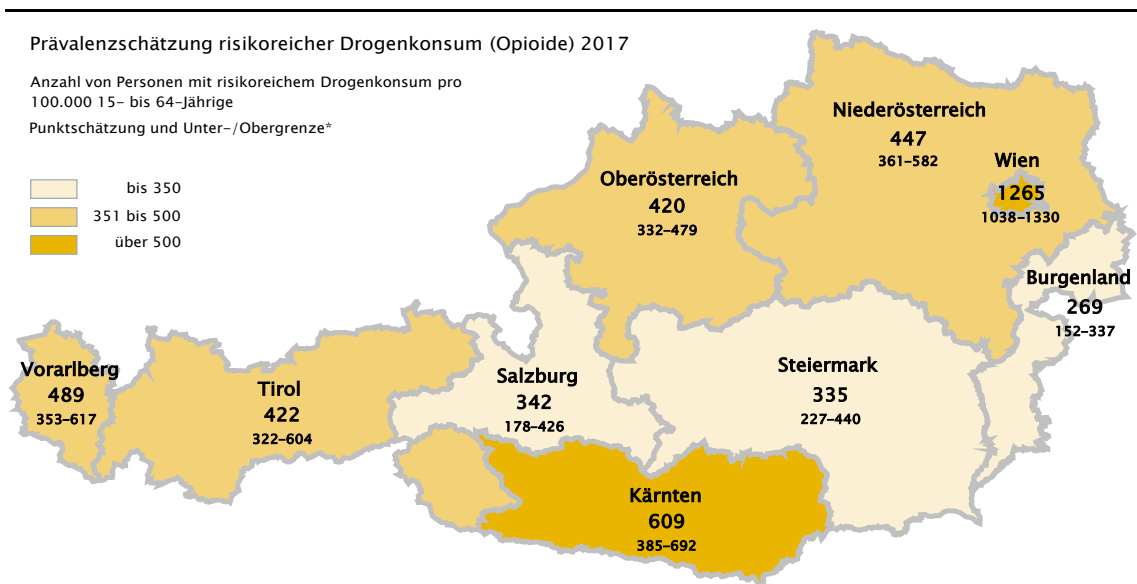 Prävalenzschätzung risikoreicher Drogenkonsum (Opioide) 2017
Anzahl von Personen mit risikoreichem Drogenkonsum pro
100.000 15– bis 64–Jährige
Punktschätzung und Unter–/Obergrenze*
bis 350
351 bis 500
über 500
Niederösterreich
447
361–582
Wien
1265
1038–1330
Oberösterreich
420
332–479
Burgenland
269
152–337
Vorarlberg
489
353–617
Tirol
422
322–604
Salzburg
342
178–426
Steiermark
335
227–440
Kärnten
609
385–692